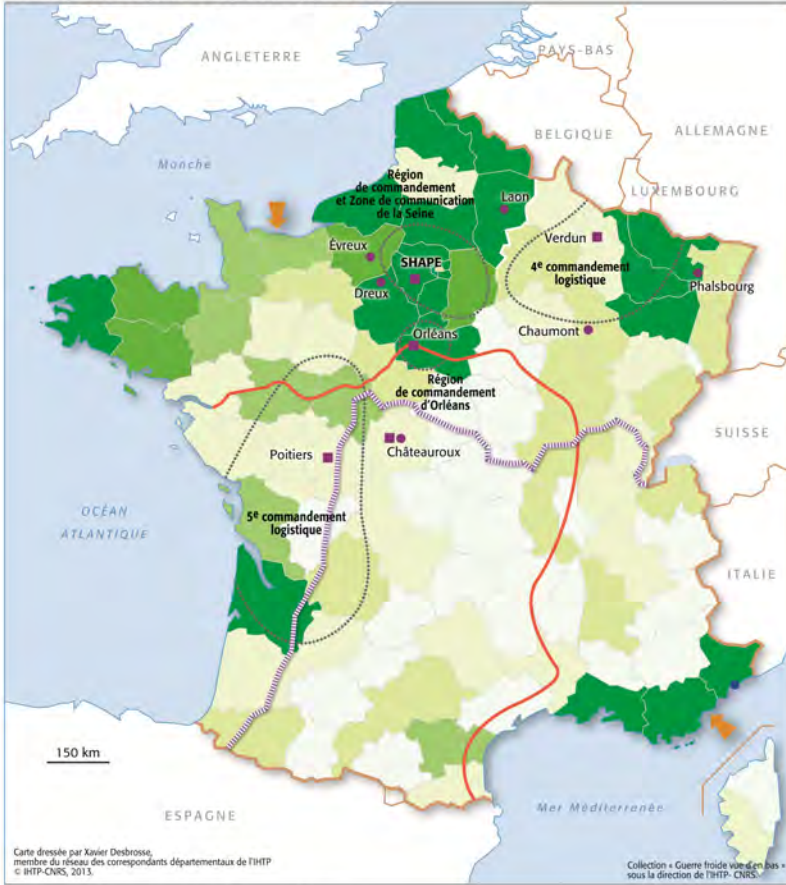 ANGLETERRE
PAYS-BAS
BELGIQUE
ALLEMAGNE
Manche
LUXEMBOURG
Région
de commandement
et Zone de communication
de la Seine
Laon
Verdun
Évreux
SHAPE
4e commandement
logistique
Phalsbourg
Dreux
Orléans
Chaumont
Région
de commandement
d'Orléans
SUISSE
Poitiers
Châteauroux
OCÉAN
ATLANTIQUE
5e commandement
logistique
ITALIE
150 km
ESPAGNE
Mer Méditerranée
Carte dressée par Xavier Desbrosse,
membre du réseau des correspondants départementaux de l'IHTP
© IHTP-CNRS, 2013.
Collection « Guerre froide vue d'en bas »
sous la direction de l'IHTP- CNRS.